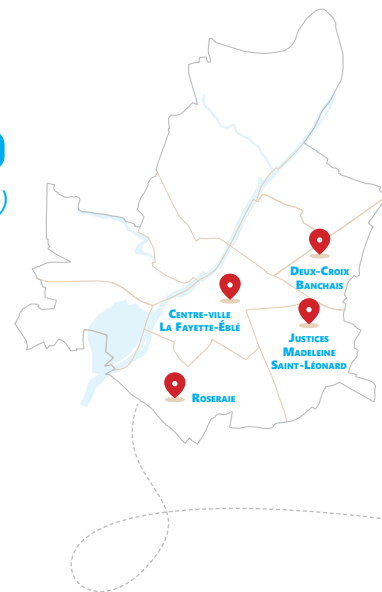 Deux-Croix
Banchais
Centre-ville
La Fayette-Éblé
Justices
Madeleine
Saint-Léonard
Roseraie